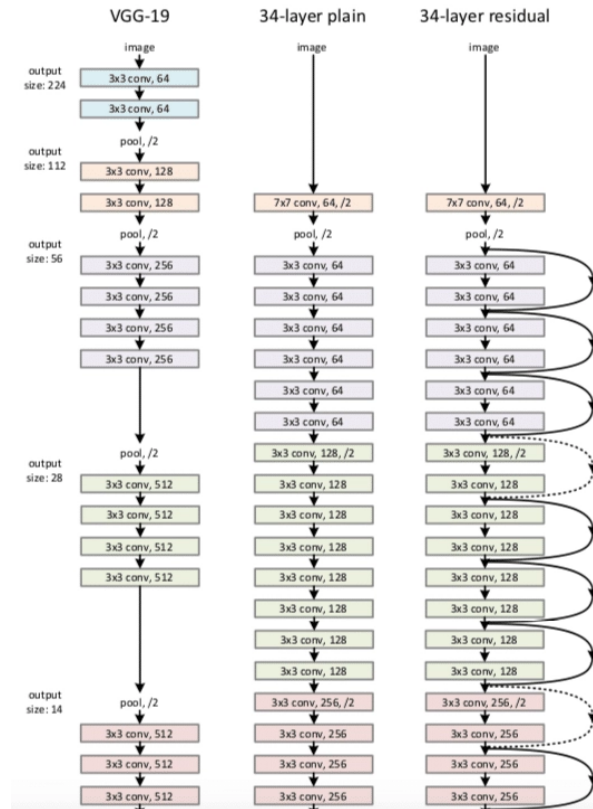 VGG-19
34-layer plain
34-layer residual
image
image
image
output
size: 224
3x3 conv, 64
3x3 conv, 64
pool, /2
output
size: 112
3x3 conv, 128
3x3 conv, 128
7x7 conv, 64, /2
7x7 conv, 64, /2
pool, /2
pool, /2
pool, /2
output
size: 56
3x3 conv, 256
3x3 conv, 64
3x3 conv, 64
3x3 conv, 256
3x3 conv, 64
3x3 conv, 64
3x3 conv, 256
3x3 conv, 64
3x3 conv, 64
3x3 conv, 256
3x3 conv, 64
3x3 conv, 64
3x3 conv, 64
3x3 conv, 64
3x3 conv, 64
3x3 conv, 64
pool, /2
3x3 conv, 128, /2
3x3 conv, 128, /2
output
size: 28
3x3 conv, 512
3x3 conv, 128
3x3 conv, 128
3x3 conv, 512
3x3 conv, 128
3x3 conv, 128
3x3 conv, 512
3x3 conv, 128
3x3 conv, 128
3x3 conv, 512
3x3 conv, 128
3x3 conv, 128
3x3 conv, 128
3x3 conv, 128
3x3 conv, 128
3x3 conv, 128
3x3 conv, 128
3x3 conv, 128
output
size: 14
pool, /2
3x3 conv, 256, /2
3x3 conv, 256, /2
3x3 conv, 512
3x3 conv, 256
3x3 conv, 256
3x3 conv, 512
3x3 conv, 256
3x3 conv, 256
3x3 conv, 512
3x3 conv, 256
3x3 conv, 256